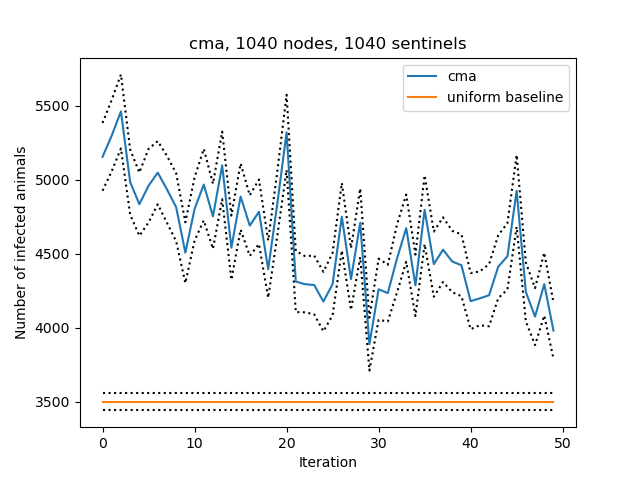 cma, 1040 nodes, 1040 sentinels
cma
uniform baseline
Number of infected animals
5500
5000
4500
4000
3500
0 10 20 30 40 50
Iteration